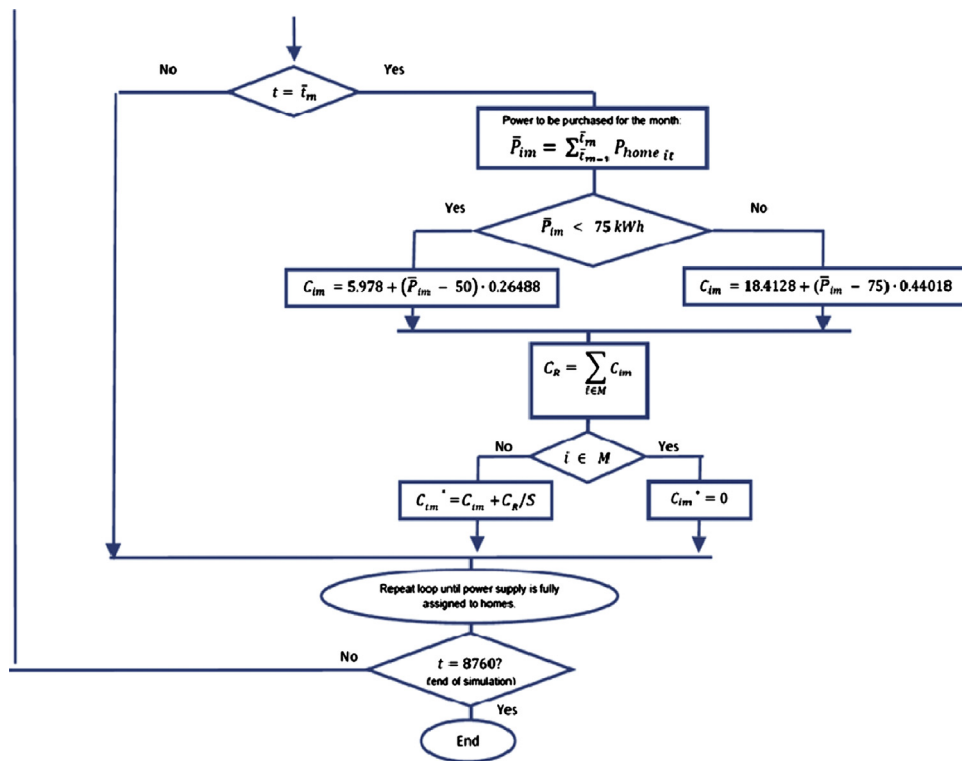 No
Yes
t = t̄m
Power to be purchased for the month:
P̄im = ∑ t̄m t̄m−1 Phome it
Yes
No
P̄im < 75 kWh
Cim = 5.978 + (P̄im − 50) · 0.26488
Cim = 18.4128 + (P̄im − 75) · 0.44018
CR = ∑ i∈M Cim
No
Yes
i ∈ M
Cim* = Cim + CR/S
Cim* = 0
Repeat loop until power supply is fully
assigned to homes.
No
t = 8760?
(end of simulation)
Yes
End